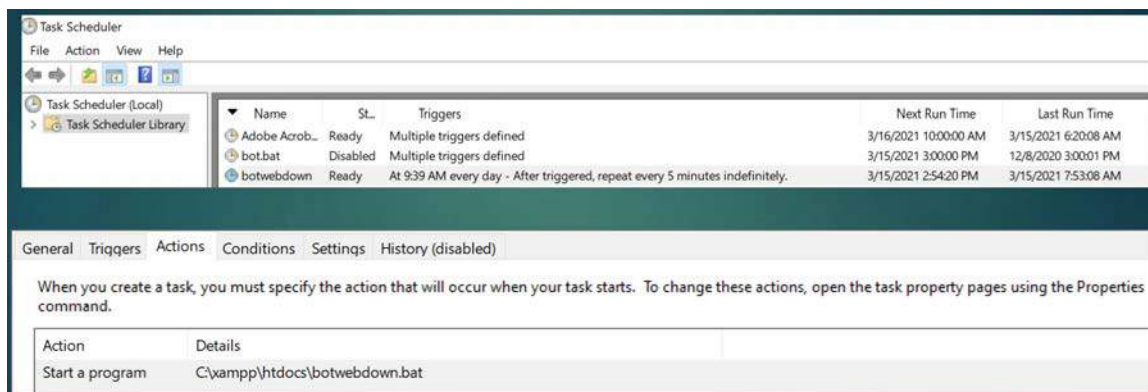 Task Scheduler
File Action View Help
Task Scheduler (Local)
Task Scheduler Library
Name St... Triggers Next Run Time Last Run Time
Adobe Acrob... Ready Multiple triggers defined 3/16/2021 10:00:00 AM 3/15/2021 6:20:08 AM
bot.bat Disabled Multiple triggers defined 3/15/2021 3:00:00 PM 12/8/2020 3:00:01 PM
botwebdown Ready At 9:39 AM every day - After triggered, repeat every 5 minutes indefinitely. 3/15/2021 2:54:20 PM 3/15/2021 7:53:08 AM
General Triggers Actions Conditions Settings History (disabled)
When you create a task, you must specify the action that will occur when your task starts. To change these actions, open the task property pages using the Properties
command.
Action Details
Start a program C:\xampp\htdocs\botwebdown.bat